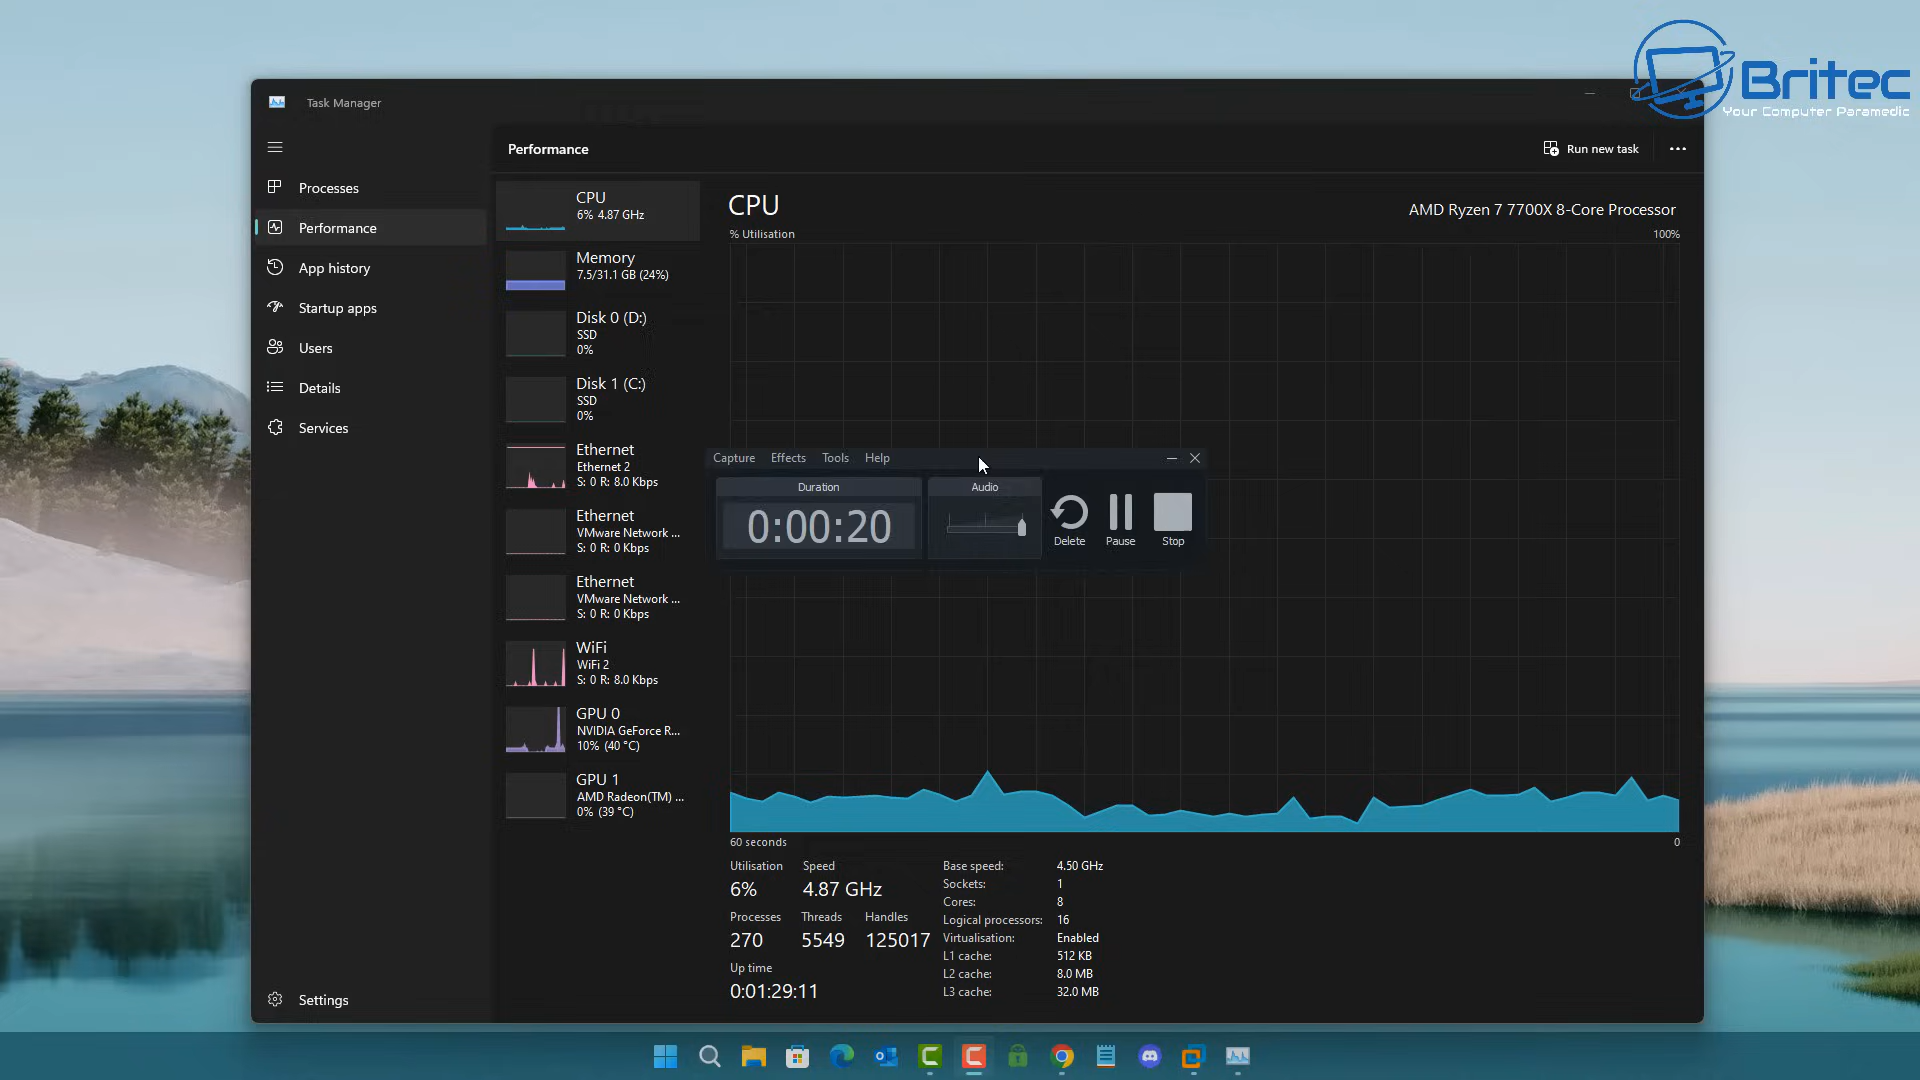 Britec
Your Computer Paramedic
Task Manager
Performance
Run new task
Processes
Performance
App history
Startup apps
Users
Details
Services
Settings
CPU
6% 4.87 GHz
Memory
7.5/31.1 GB (24%)
Disk 0 (D:)
SSD
0%
Disk 1 (C:)
SSD
0%
Ethernet
Ethernet 2
S: 0 R: 8.0 Kbps
Ethernet
VMware Network ...
S: 0 R: 0 Kbps
Ethernet
VMware Network ...
S: 0 R: 0 Kbps
WiFi
WiFi 2
S: 0 R: 8.0 Kbps
GPU 0
NVIDIA GeForce R...
10% (40 °C)
GPU 1
AMD Radeon(TM) ...
0% (39 °C)
CPU
AMD Ryzen 7 7700X 8-Core Processor
% Utilisation
100%
Capture Effects Tools Help
Duration
0:00:20
Audio
Delete
Pause
Stop
60 seconds
0
Utilisation
6%
Speed
4.87 GHz
Processes
270
Threads
5549
Handles
125017
Up time
0:01:29:11
Base speed: 4.50 GHz
Sockets: 1
Cores: 8
Logical processors: 16
Virtualisation: Enabled
L1 cache: 512 KB
L2 cache: 8.0 MB
L3 cache: 32.0 MB